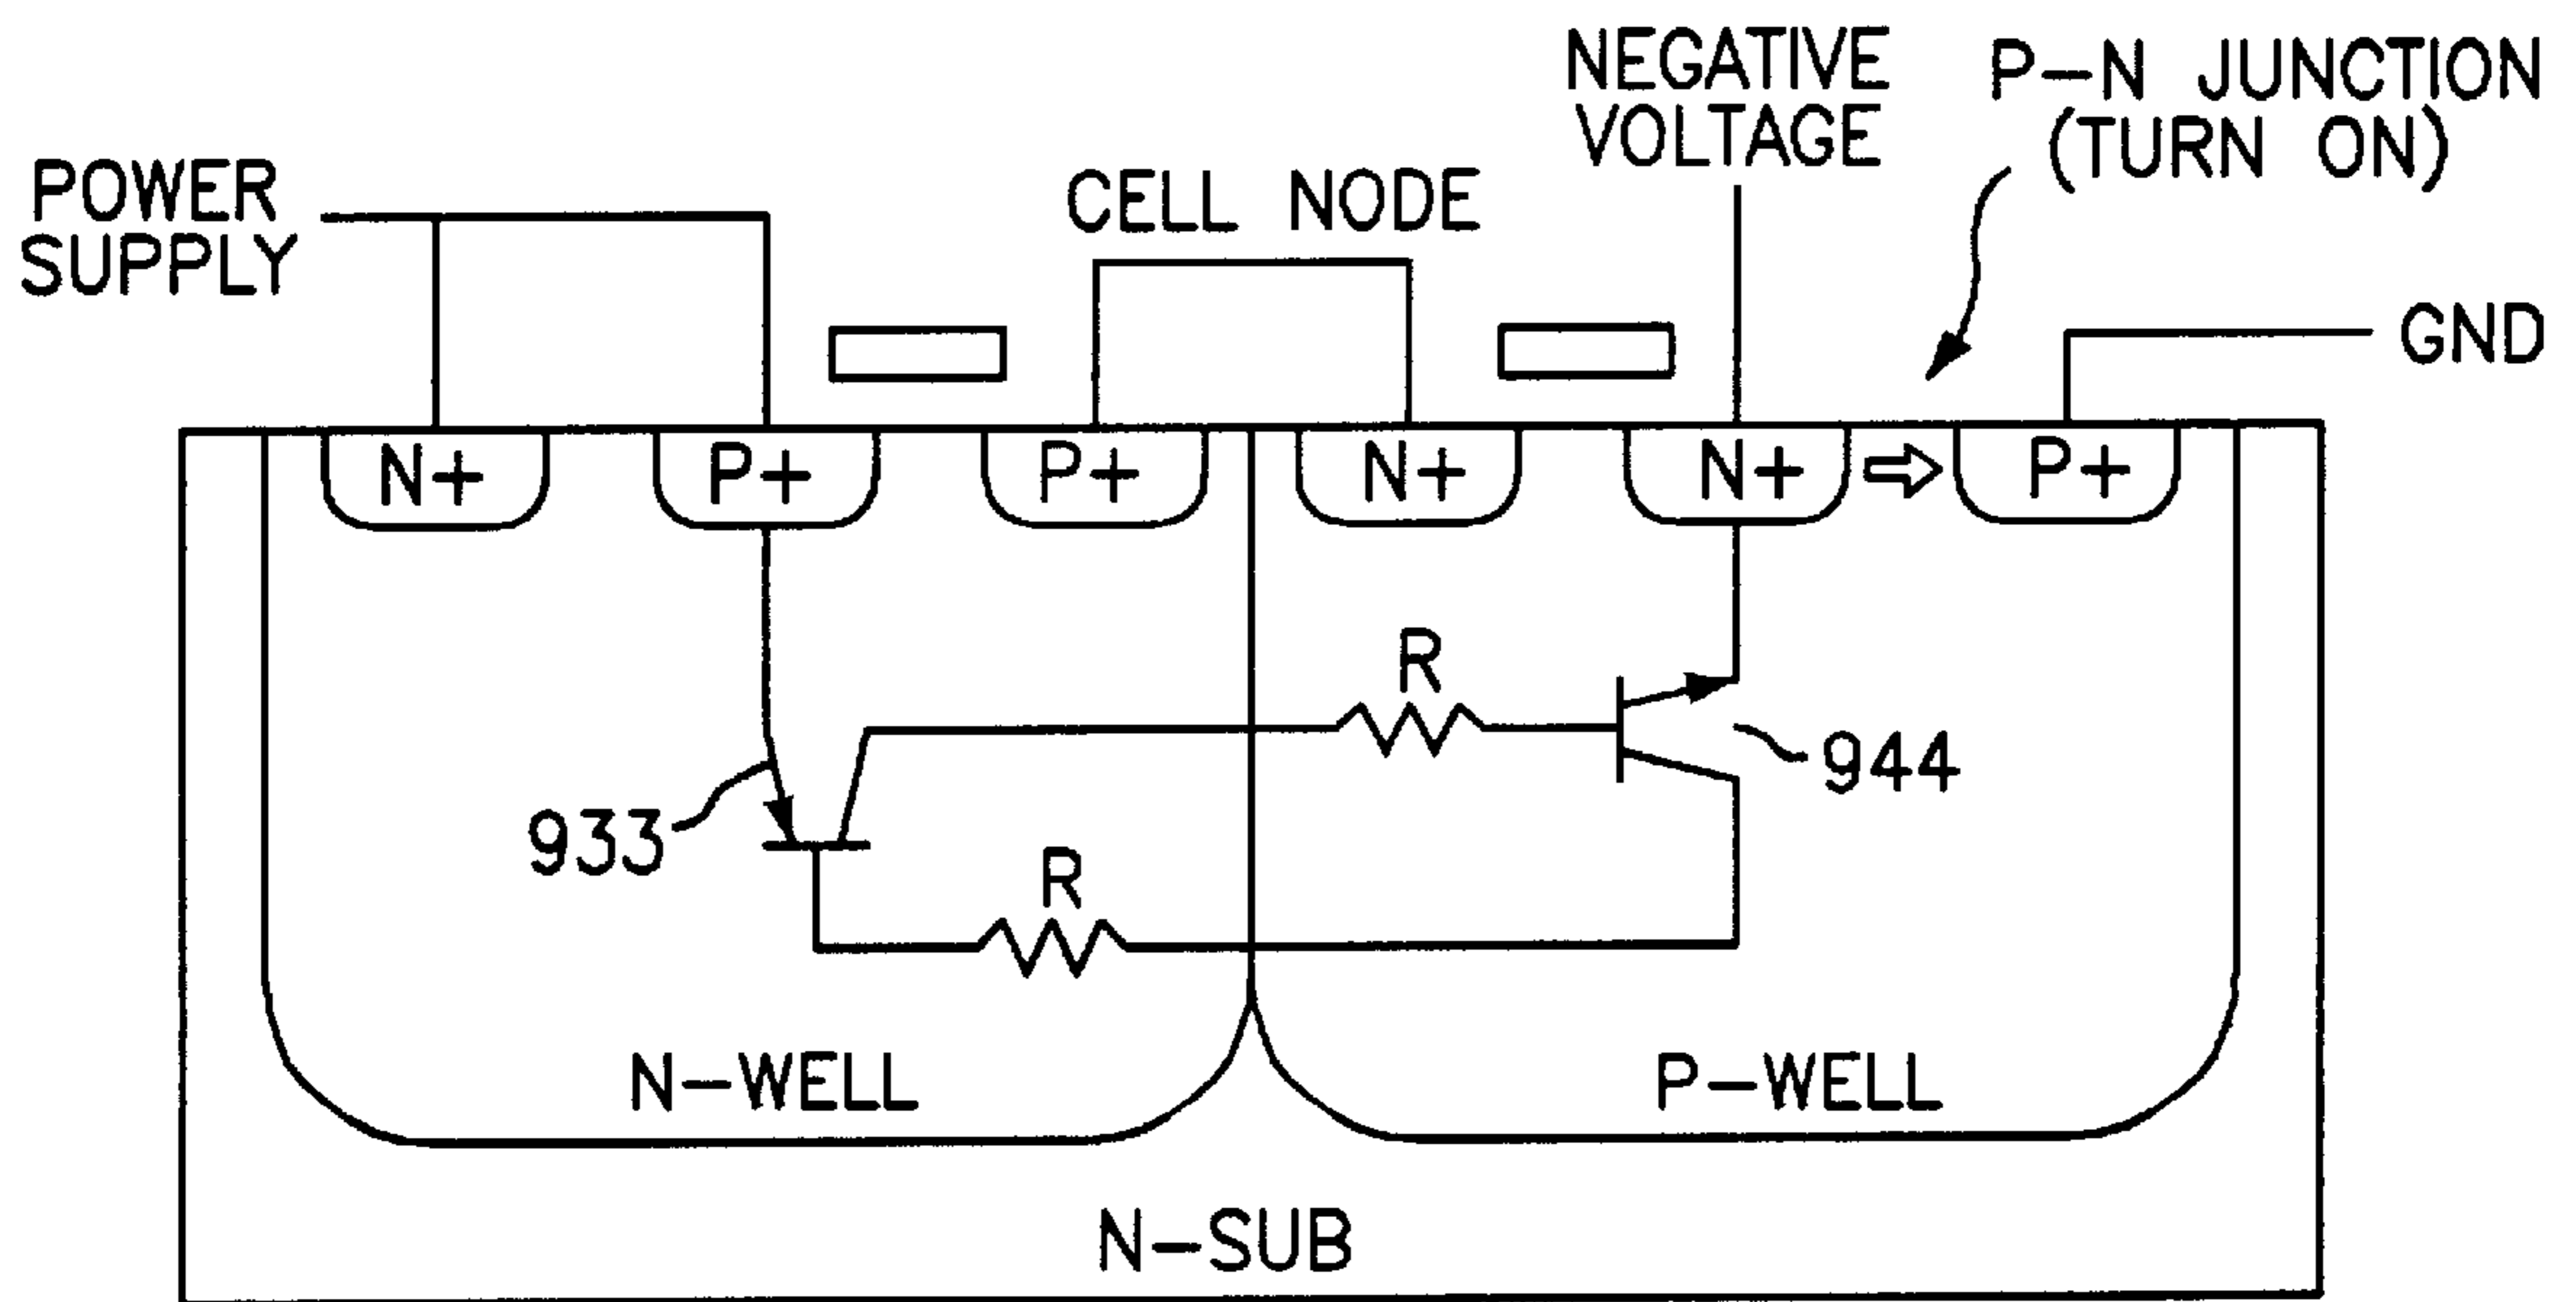 NEGATIVE
VOLTAGE
P-N JUNCTION
(TURN ON)
POWER
SUPPLY
CELL NODE
GND
N+
P+
P+
N+
N+
P+
R
944
933
R
N-WELL
P-WELL
N-SUB